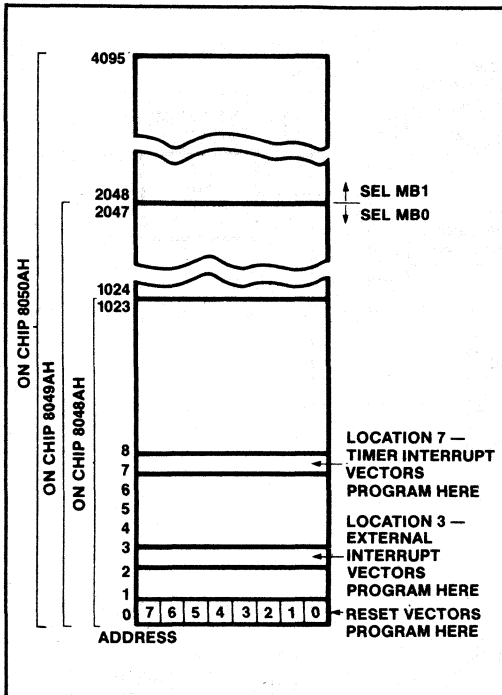 4095
2048
2047
SEL MB1
SEL MB0
1024
1023
ON CHIP 8050AH
ON CHIP 8049AH
ON CHIP 8048AH
8
7
6
5
4
3
2
1
0
LOCATION 7 —
TIMER INTERRUPT
VECTORS
PROGRAM HERE
LOCATION 3 —
EXTERNAL
INTERRUPT
VECTORS
PROGRAM HERE
7 6 5 4 3 2 1 0
RESET VECTORS
PROGRAM HERE
ADDRESS